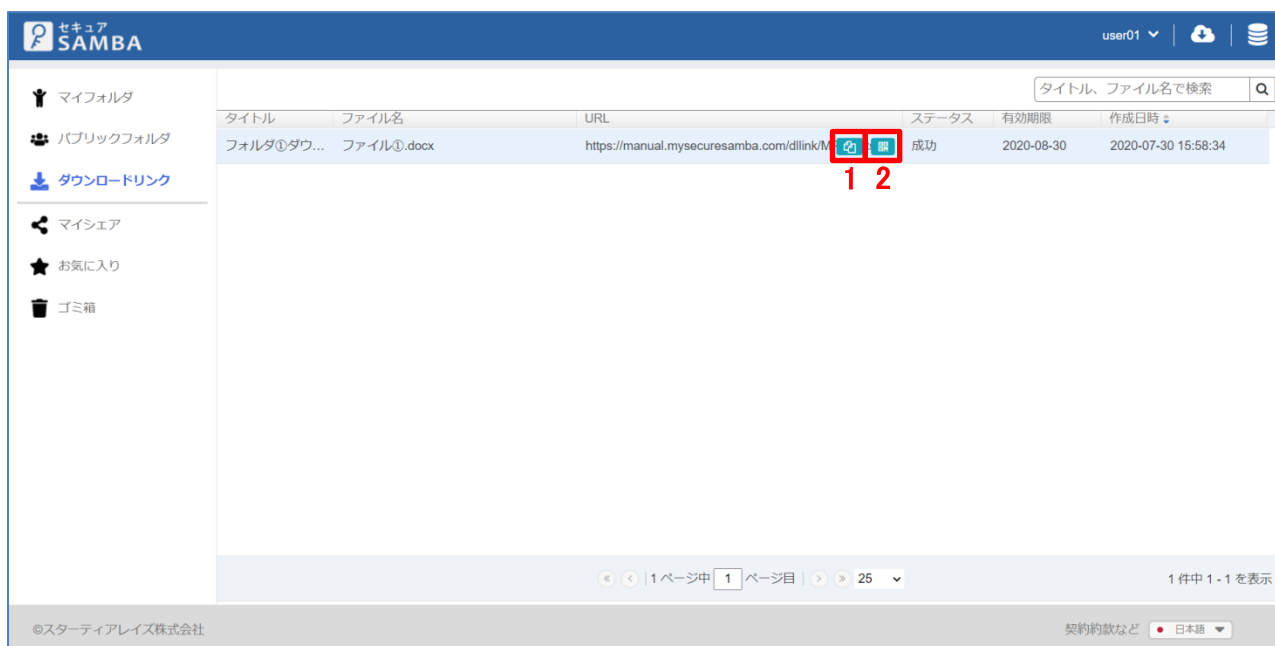 セキュア
SAMBA
user01
マイフォルダ
パブリックフォルダ
ダウンロードリンク
マイシェア
お気に入り
ゴミ箱
タイトル、ファイル名で検索
タイトル ファイル名 URL ステータス 有効期限 作成日時
フォルダ①ダウ... ファイル①.docx https://manual.mysecuresamba.com/dllink/M 成功 2020-08-30 2020-07-30 15:58:34
1 2
1 ページ中 1 ページ目 25
1 件中 1 - 1 を表示
©スターティアレイズ株式会社
契約約款など 日本語